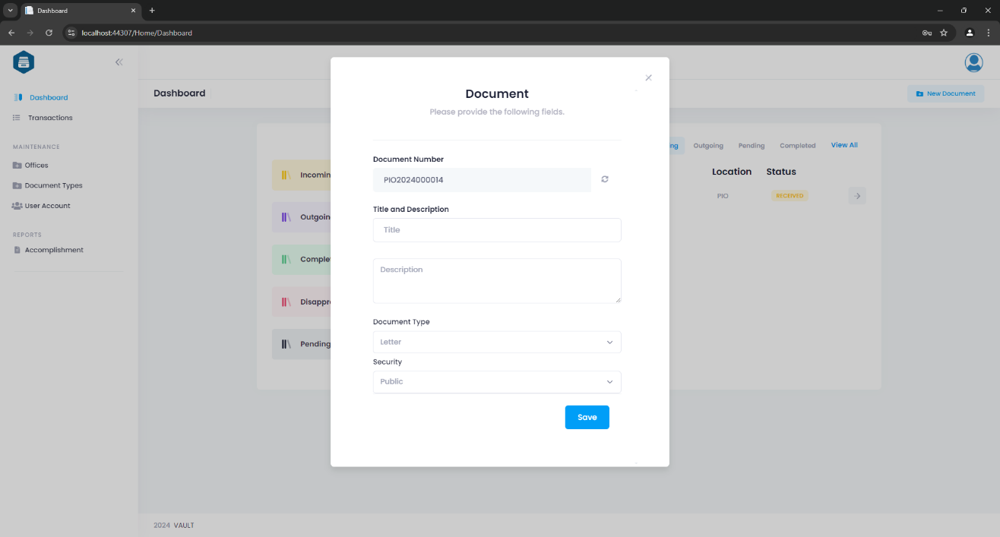 Dashboard
localhost:44307/Home/Dashboard
Dashboard
Transactions
MAINTENANCE
Offices
Document Types
User Account
REPORTS
Accomplishment
Dashboard
New Document
Incomin
Outgoin
Comple
Disappr
Pending
ng
Outgoing
Pending
Completed
View All
Location
Status
PIO
RECEIVED
Document
Please provide the following fields.
Document Number
PIO2024000014
Title and Description
Title
Description
Document Type
Letter
Security
Public
Save
2024 VAULT